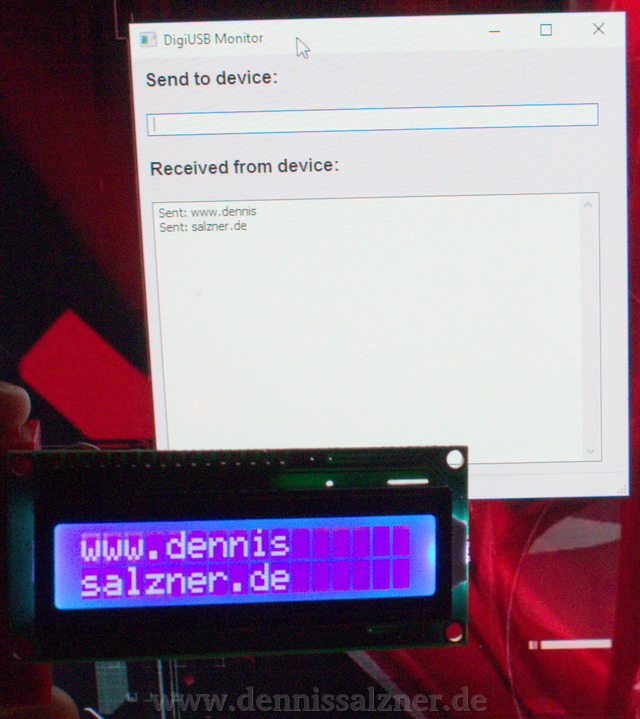 DigiUSB Monitor
Send to device:
Received from device:
Sent: www.dennis
Sent: salzner.de
www.dennis
salzner.de
www.dennissalzner.de